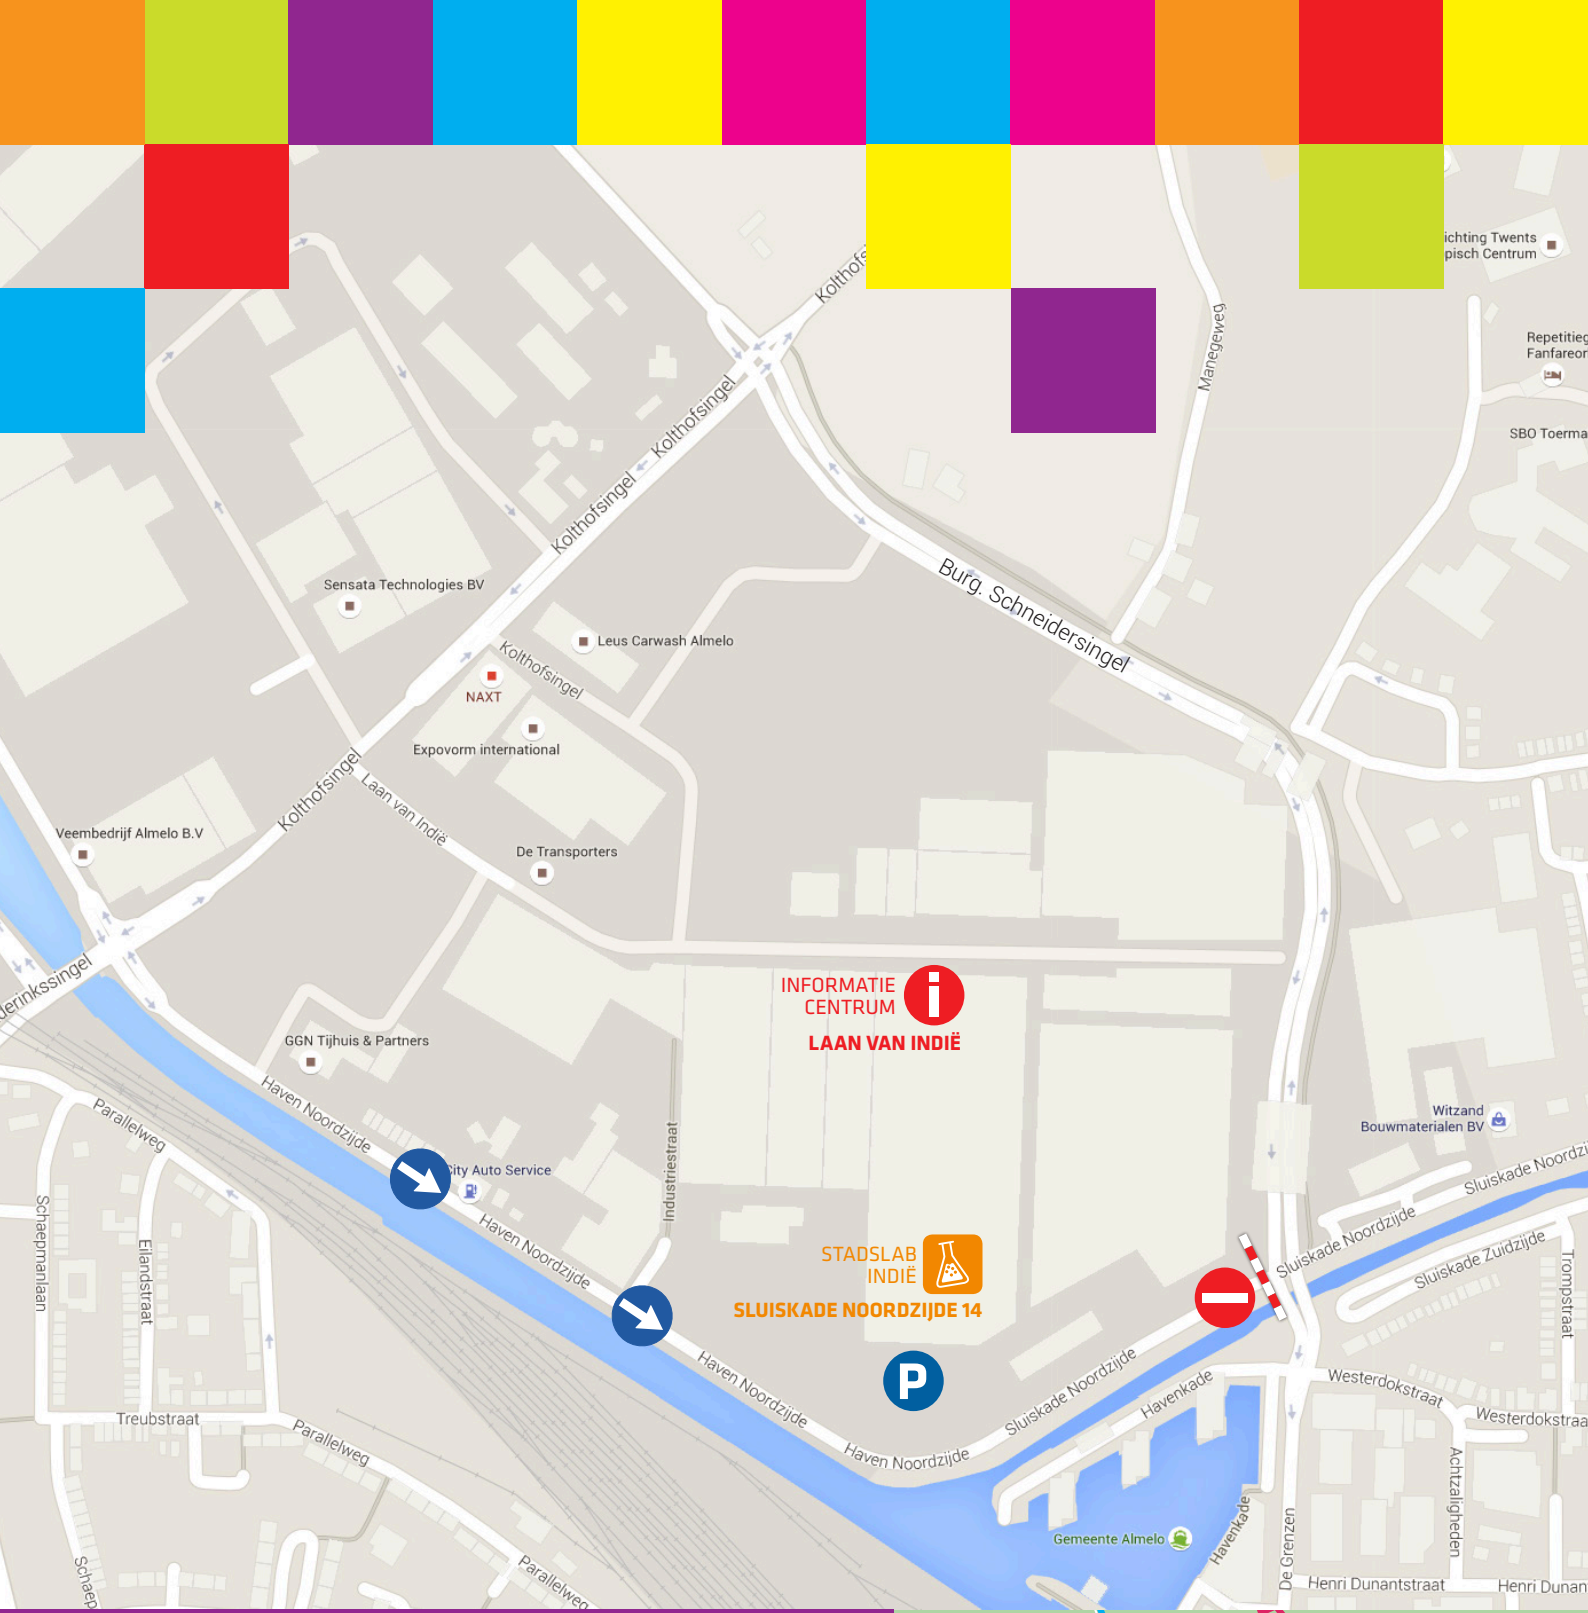 ichting Twents
pisch Centrum
Kolthofs
Manegeweg
Fanfareor
SBO Toerma
Kolthofsingel
Kolthofsingel
Sensata Technologies BV
Burg. Schneidersingel
Leus Carwash Almelo
Kolthofsingel
NAXT
Expovorm international
Kolthofsingel
Laan van Indië
Veembedrijf Almelo B.V
De Transporters
derinkssingel
INFORMATIE
CENTRUM
i
LAAN VAN INDIË
GGN Tijhuis & Partners
Haven Noordzijde
Parallelweg
Witzand
Bouwmaterialen BV
City Auto Service
Industriestraat
Sluiskade Noordzi
Schaepmanlaan
Eilandstraat
Haven Noordzijde
Sluiskade Noordzijde
Sluiskade Zuidzijde
Trompstraat
STADSLAB
INDIË
SLUISKADE NOORDZIJDE 14
P
Haven Noordzijde
Sluiskade Noordzijde
Havenkade
Westerdokstraat
Westerdokstraa
Treubstraat
Parallelweg
Haven Noordzijde
Achtzaligheden
Gemeente Almelo
Havenkade
De Grenzen
Schaep
Parallelweg
Henri Dunantstraat
Henri Dunan